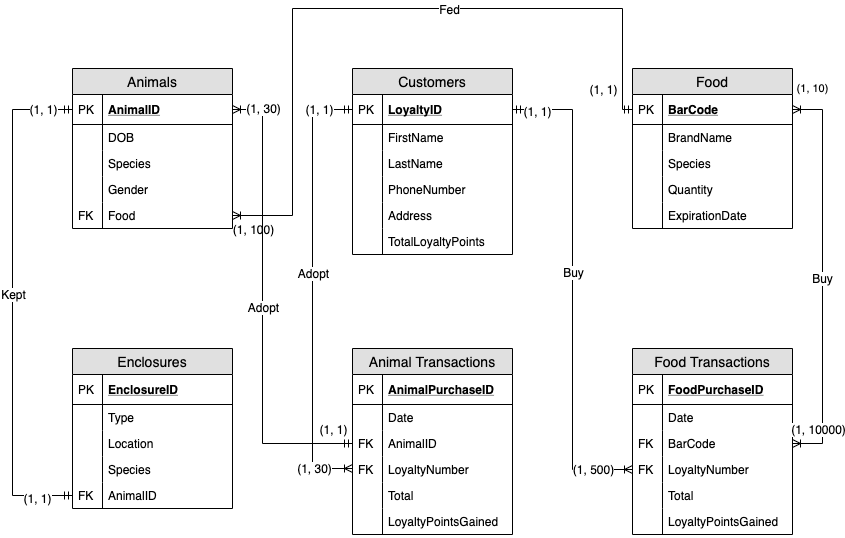 Fed
Animals
PK AnimalID
DOB
Species
Gender
FK Food
Customers
PK LoyaltyID
FirstName
LastName
PhoneNumber
Address
TotalLoyaltyPoints
Food
PK BarCode
BrandName
Species
Quantity
ExpirationDate
(1, 1)
(1, 30)
(1, 1)
(1, 1)
(1, 1)
(1, 10)
(1, 100)
Kept
Adopt
Adopt
Buy
Buy
Enclosures
PK EnclosureID
Type
Location
Species
FK AnimalID
Animal Transactions
PK AnimalPurchaseID
Date
FK AnimalID
FK LoyaltyNumber
Total
LoyaltyPointsGained
Food Transactions
PK FoodPurchaseID
Date
FK BarCode
FK LoyaltyNumber
Total
LoyaltyPointsGained
(1, 1)
(1, 1)
(1, 30)
(1, 500)
(1, 10000)